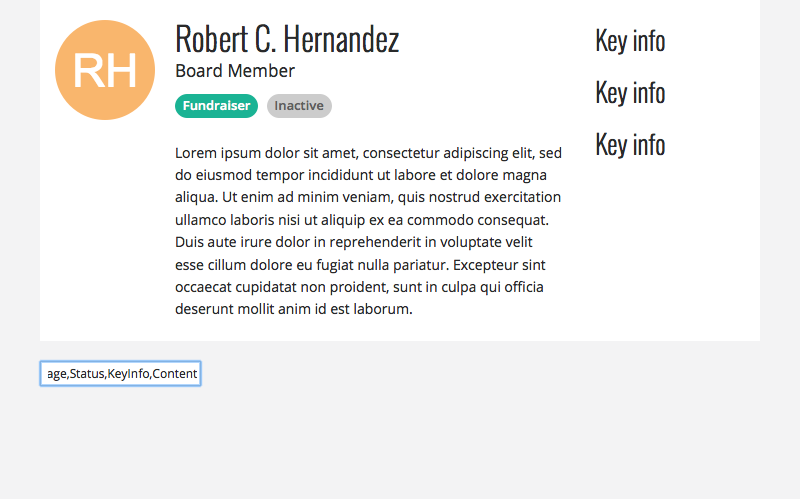 RH
Robert C. Hernandez
Board Member
Fundraiser Inactive
Lorem ipsum dolor sit amet, consectetur adipiscing elit, sed
do eiusmod tempor incididunt ut labore et dolore magna
aliqua. Ut enim ad minim veniam, quis nostrud exercitation
ullamco laboris nisi ut aliquip ex ea commodo consequat.
Duis aute irure dolor in reprehenderit in voluptate velit
esse cillum dolore eu fugiat nulla pariatur. Excepteur sint
occaecat cupidatat non proident, sunt in culpa qui officia
deserunt mollit anim id est laborum.
Key info
Key info
Key info
age,Status,KeyInfo,Content